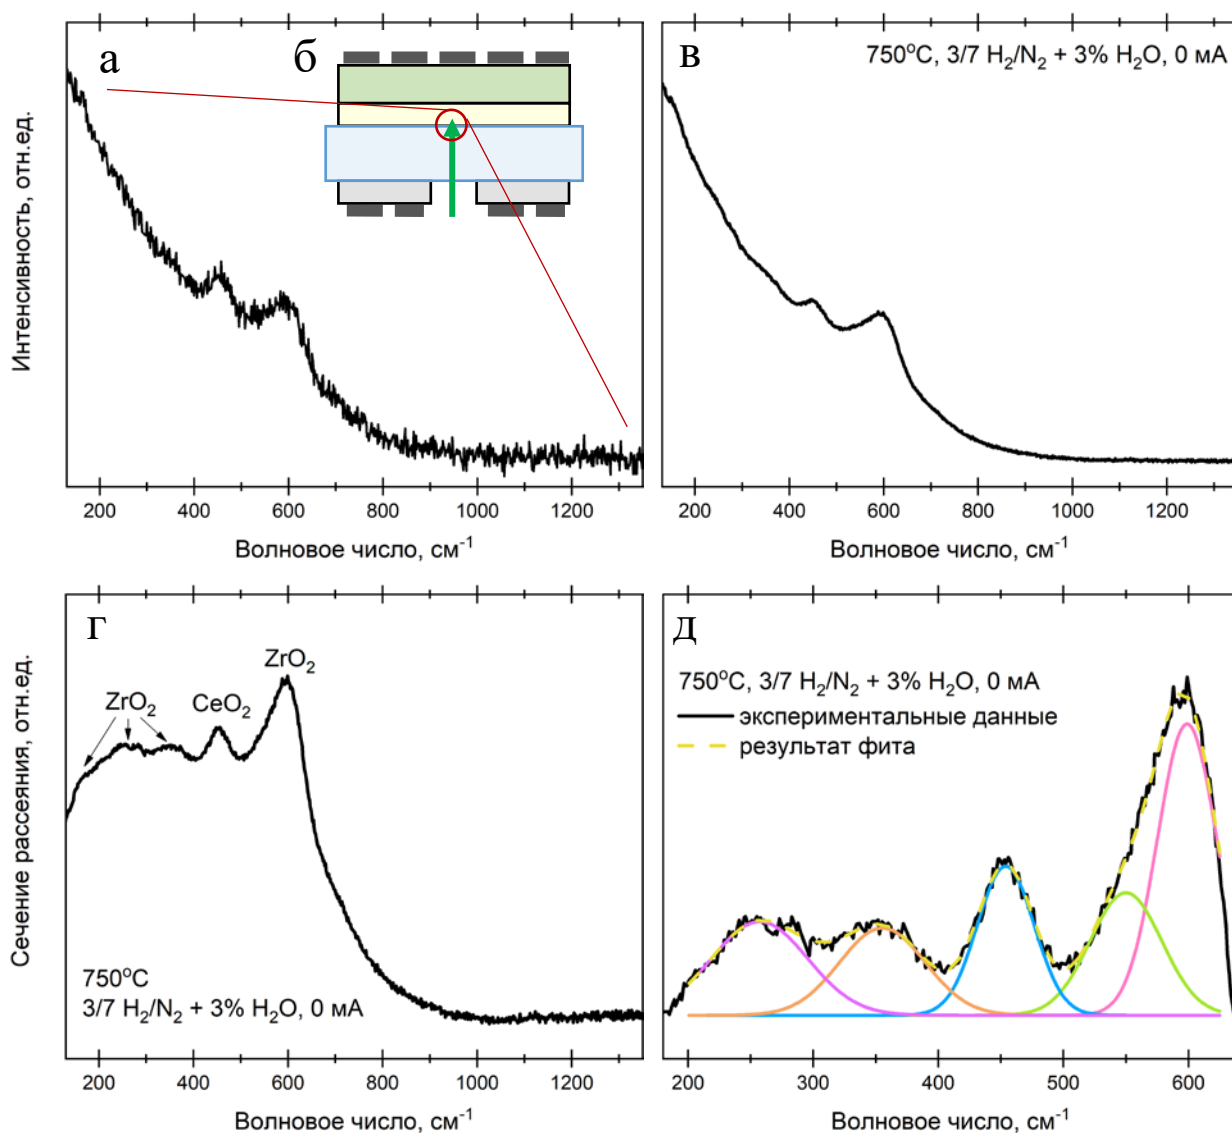 а
б
Интенсивность, отн.ед.
200 400 600 800 1000 1200
Волновое число, см⁻¹
в
750°C, 3/7 H₂/N₂ + 3% H₂O, 0 мА
200 400 600 800 1000 1200
Волновое число, см⁻¹
г
ZrO₂
ZrO₂
CeO₂
Сечение рассеяния, отн.ед.
750°C
3/7 H₂/N₂ + 3% H₂O, 0 мА
200 400 600 800 1000 1200
Волновое число, см⁻¹
д
750°C, 3/7 H₂/N₂ + 3% H₂O, 0 мА
экспериментальные данные
результат фита
200 300 400 500 600
Волновое число, см⁻¹